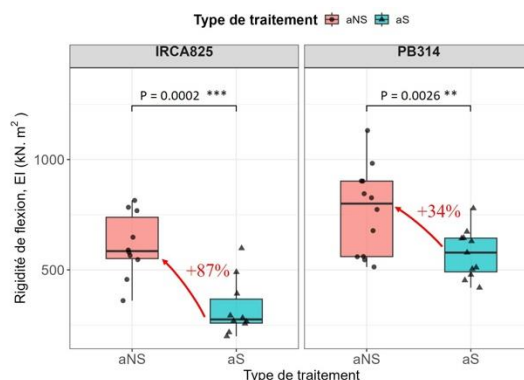 Type de traitement aNS aS
IRCA825 PB314
P = 0.0002 *** P = 0.0026 **
Rigidité de flexion, EI (kN. m²)
1000
500
+87%
+34%
aNS aS aNS aS
Type de traitement